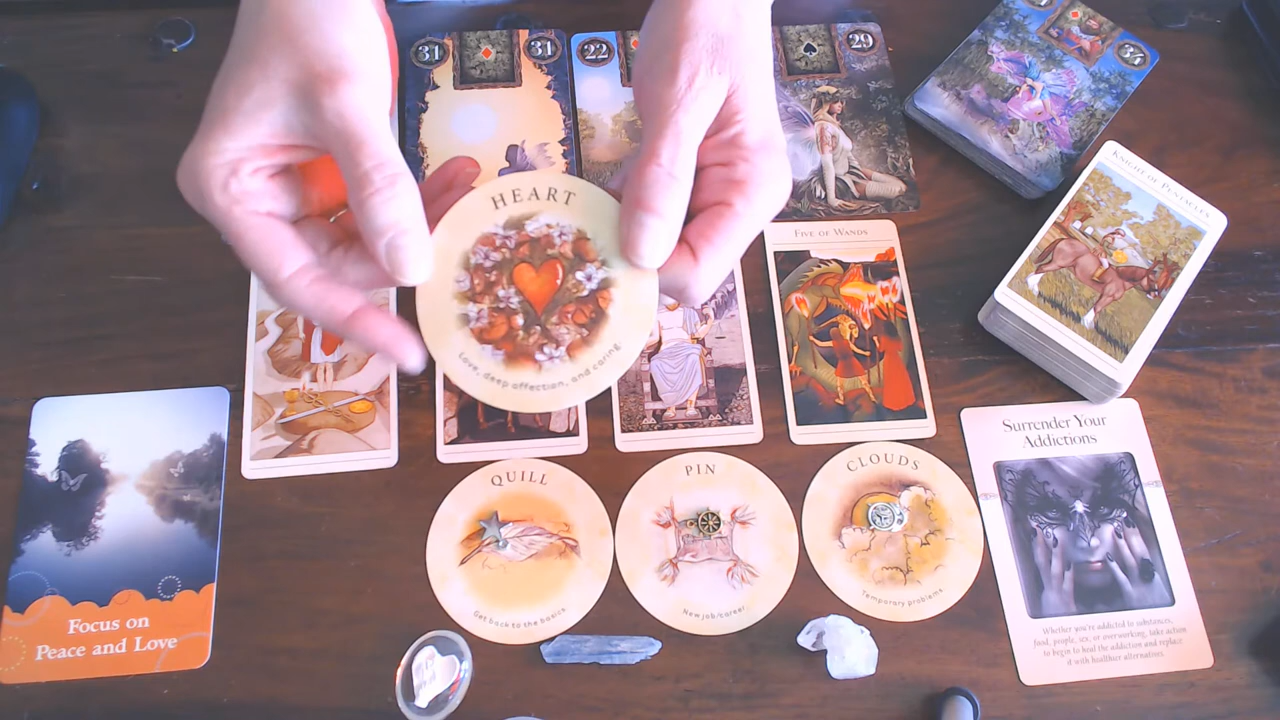 31
31
22
29
34
KNIGHT OF PENTACLES
HEART
Love, deep affection, and caring.
FIVE OF WANDS
Surrender Your
Addictions
Whether you're addicted to substances,
food, people, sex, or overworking, take action
to begin to heal the addiction and replace
it with healthier alternatives.
QUILL
Get back to the basics.
PIN
New job/career.
CLOUDS
Temporary problems.
Focus on
Peace and Love